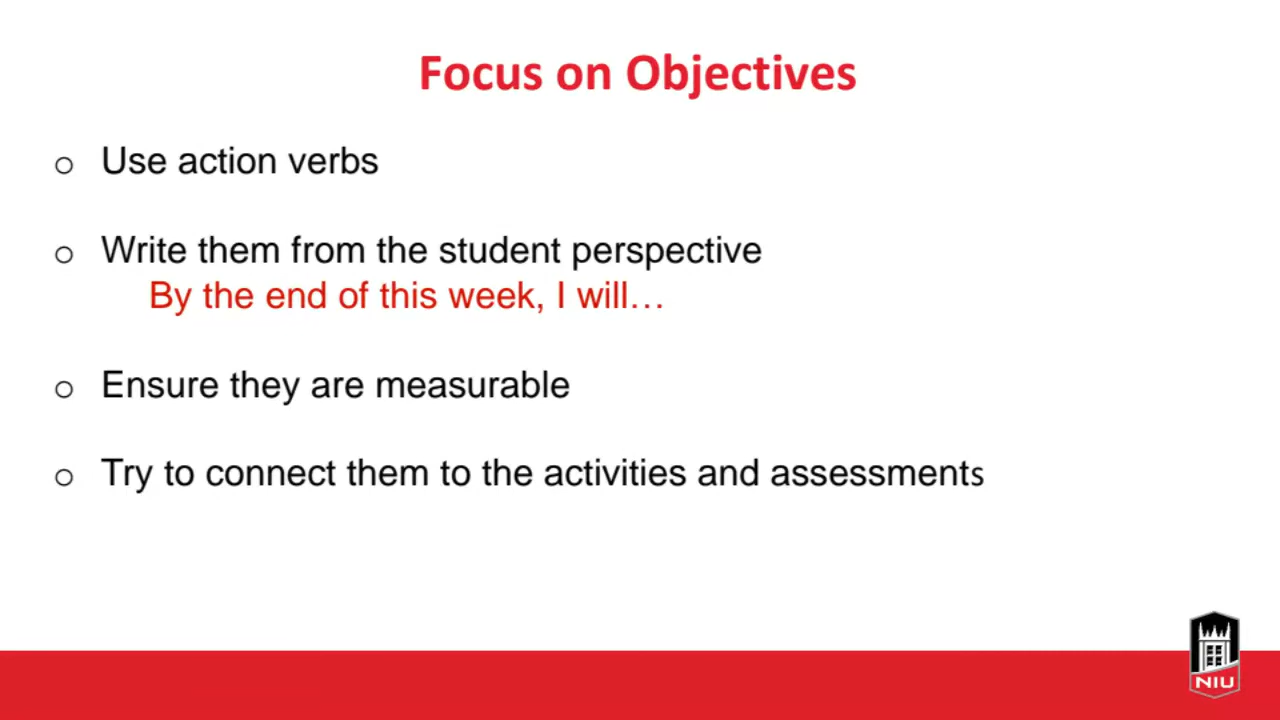 Focus on Objectives
o Use action verbs
o Write them from the student perspective
By the end of this week, I will…
o Ensure they are measurable
o Try to connect them to the activities and assessments
NIU